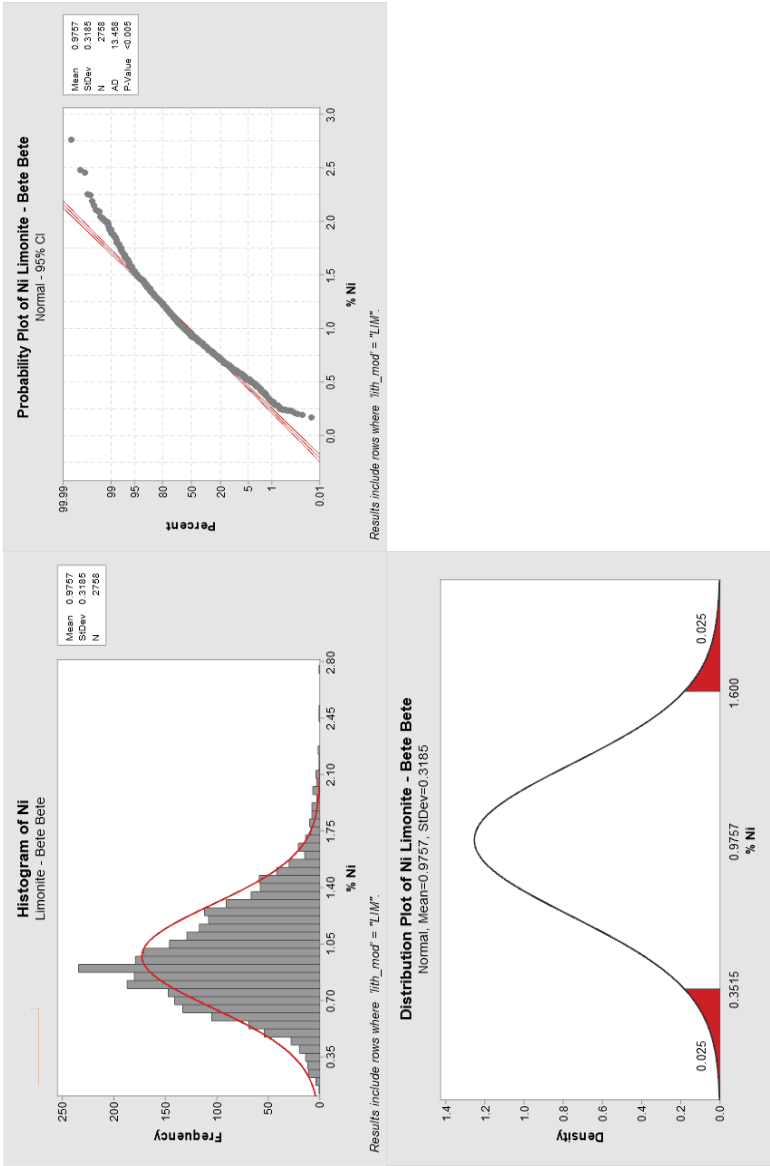 Histogram of Ni
Limonite - Bete Bete
Mean 0.9757
StDev 0.3185
N 2758
250
200
150
100
50
0
Frequency
0.35 0.70 1.05 1.40 1.75 2.10 2.45 2.80
% Ni
Results include rows where 'lith_mod' = "LIM".
Probability Plot of Ni Limonite - Bete Bete
Normal - 95% CI
Mean 0.9757
StDev 0.3185
N 2758
AD 13.458
P-Value <0.005
99.99
99
95
80
50
20
5
1
0.01
Percent
0.0 0.5 1.0 1.5 2.0 2.5 3.0
% Ni
Results include rows where 'lith_mod' = "LIM".
Distribution Plot of Ni Limonite - Bete Bete
Normal, Mean=0.9757, StDev=0.3185
1.4
1.2
1.0
0.8
0.6
0.4
0.2
0.0
Density
0.025
0.025
0.3515 0.9757 1.600
% Ni